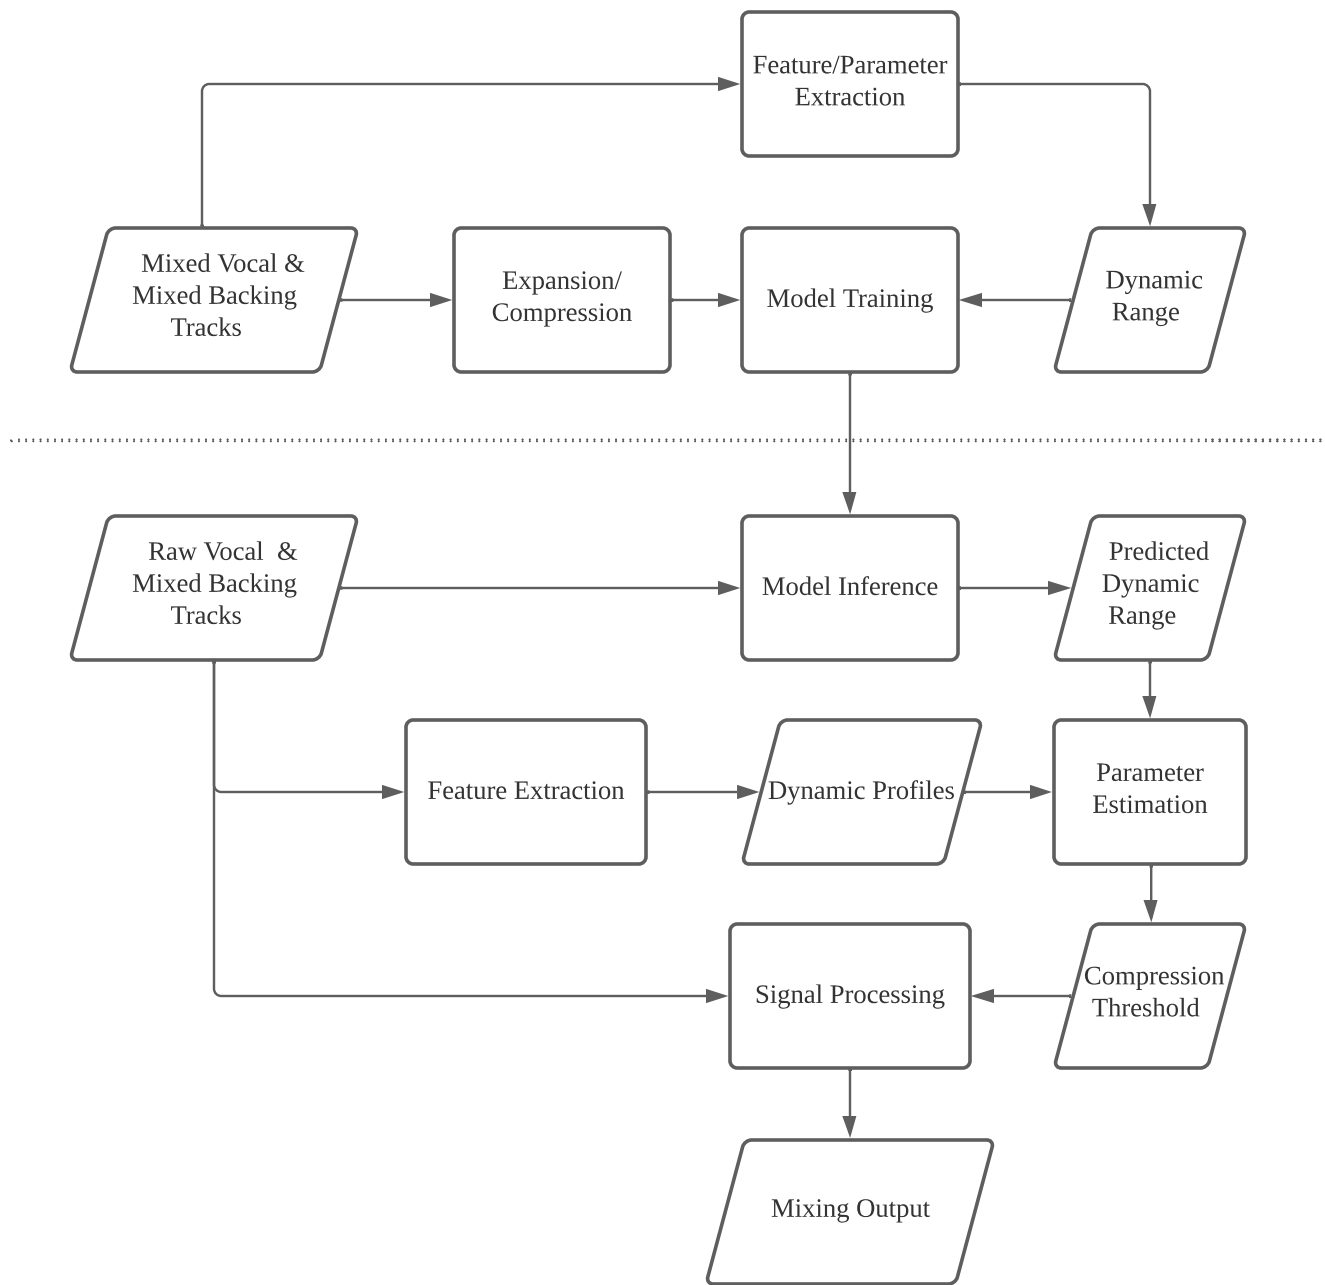 Feature/Parameter
Extraction
Mixed Vocal &
Mixed Backing
Tracks
Expansion/
Compression
Model Training
Dynamic
Range
Raw Vocal &
Mixed Backing
Tracks
Model Inference
Predicted
Dynamic
Range
Feature Extraction
Dynamic Profiles
Parameter
Estimation
Signal Processing
Compression
Threshold
Mixing Output